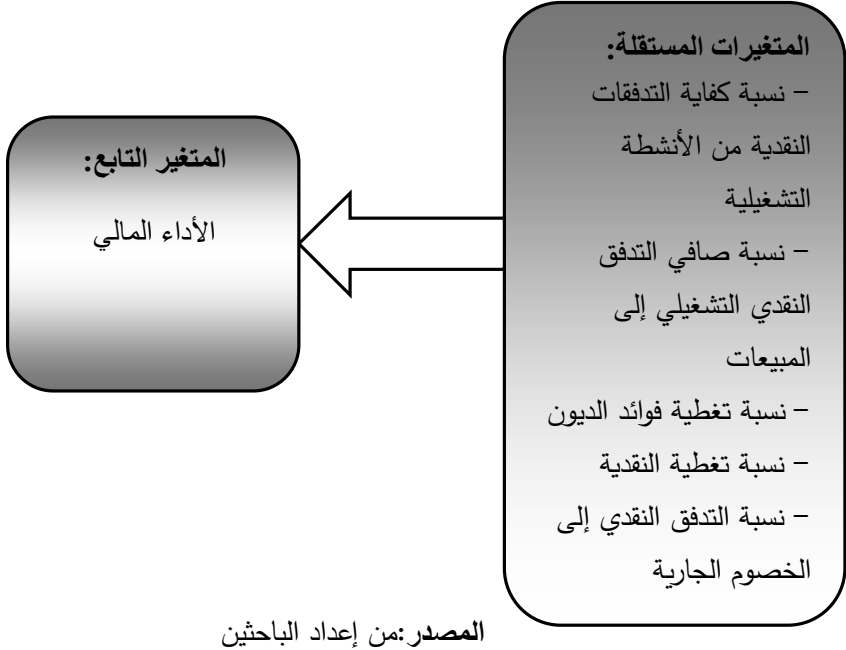 المتغيرات المستقلة:
– نسبة كفاية التدفقات
النقدية من الأنشطة
التشغيلية
– نسبة صافي التدفق
النقدي التشغيلي إلى
المبيعات
– نسبة تغطية فوائد الديون
– نسبة تغطية النقدية
– نسبة التدفق النقدي إلى
الخصوم الجارية
المتغير التابع:
الأداء المالي
المصدر:من إعداد الباحثين